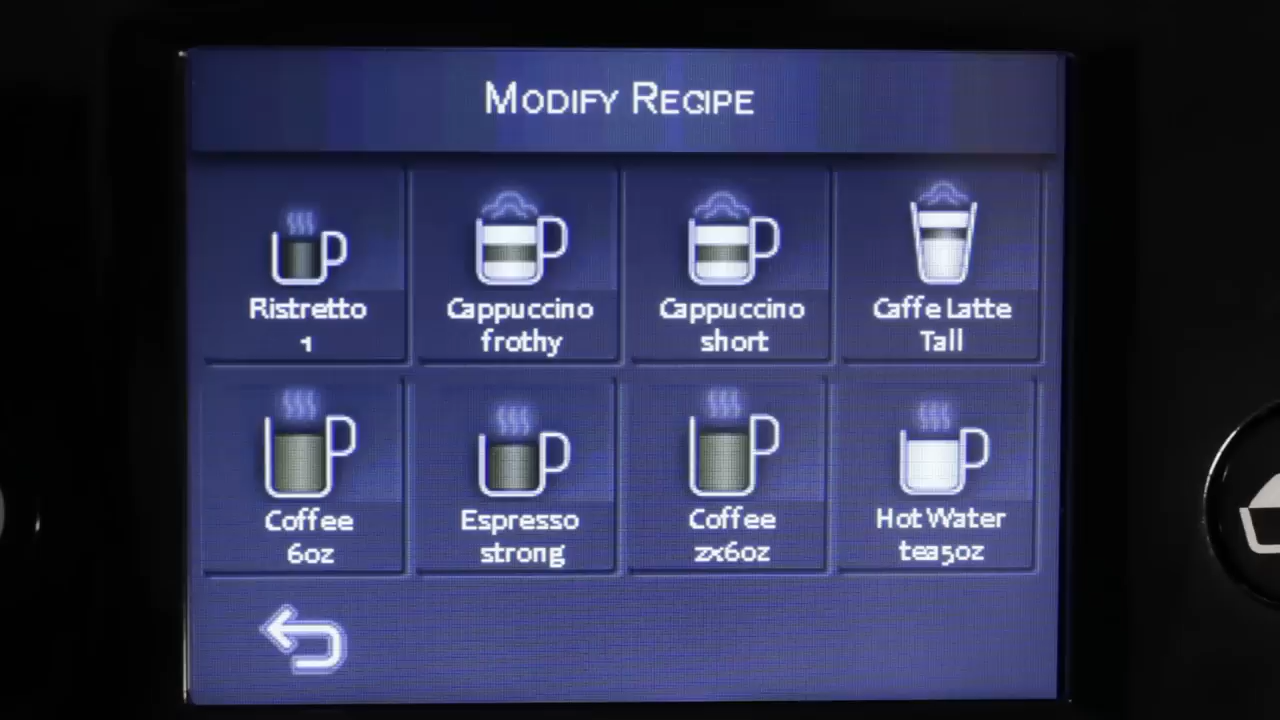 Modify Recipe
Ristretto
1
Cappuccino
frothy
Cappuccino
short
Caffe Latte
Tall
Coffee
6oz
Espresso
strong
Coffee
2x6oz
Hot Water
tea5oz